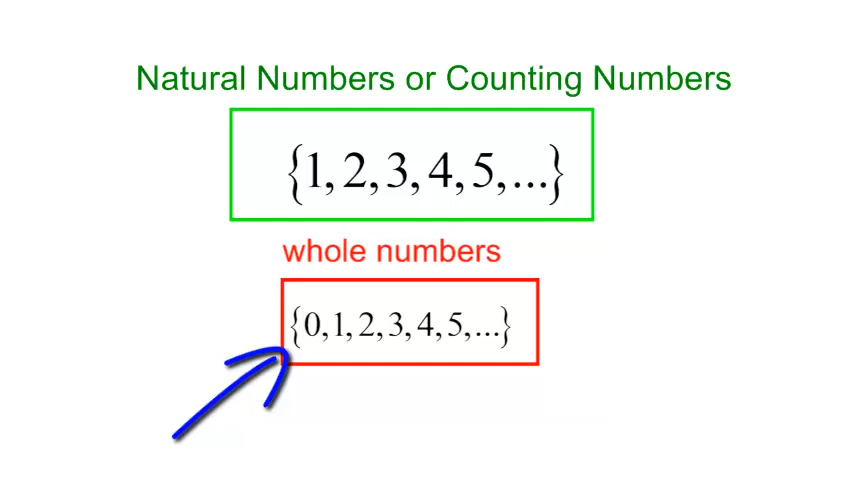 Natural Numbers or Counting Numbers
{1, 2, 3, 4, 5, ...}
whole numbers
{0, 1, 2, 3, 4, 5, ...}